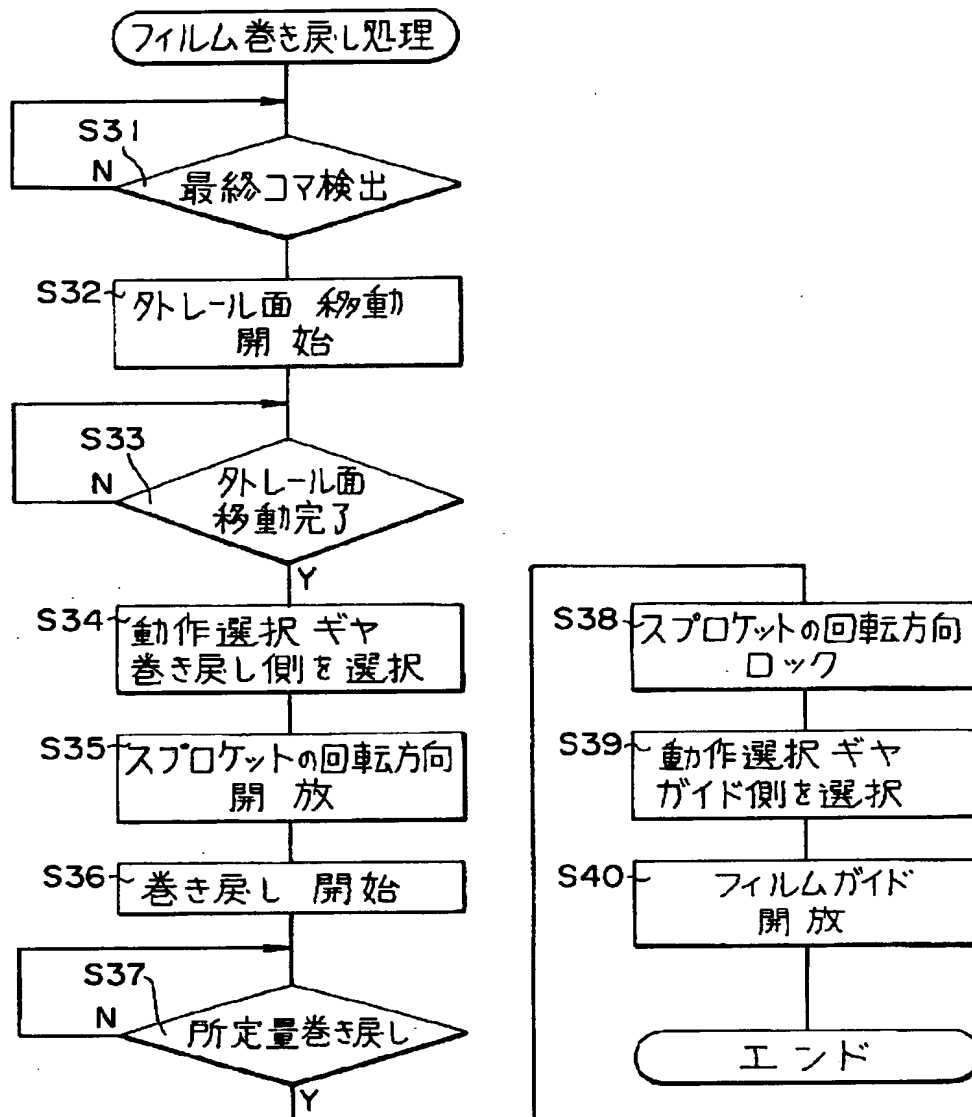 フィルム巻き戻し処理
S31
N
最終コマ検出
S32
外レール面 移動
開始
S33
N
外レール面
移動完了
Y
S34
動作選択 ギヤ
巻き戻し側を選択
S35
スプロケットの回転方向
開放
S36
巻き戻し 開始
S37
N
所定量巻き戻し
Y
S38
スプロケットの回転方向
ロック
S39
動作選択 ギヤ
ガイド側を選択
S40
フィルムガイド
開放
エンド